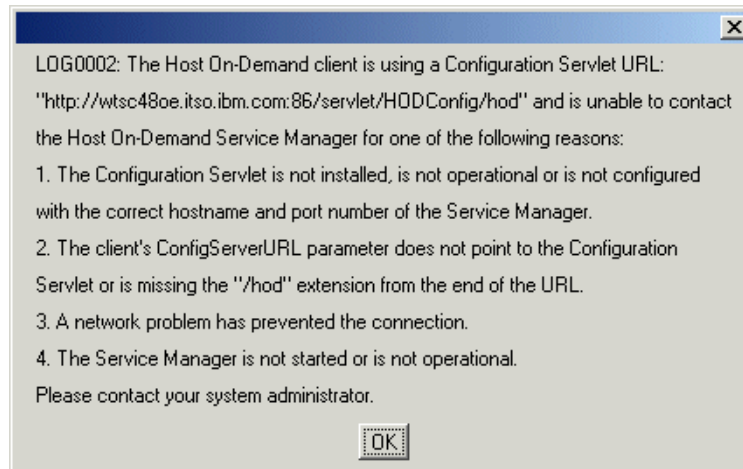 LOG0002: The Host On-Demand client is using a Configuration Servlet URL:
"http://wtsc48oe.itso.ibm.com:86/servlet/HODConfig/hod" and is unable to contact
the Host On-Demand Service Manager for one of the following reasons:
1. The Configuration Servlet is not installed, is not operational or is not configured
with the correct hostname and port number of the Service Manager.
2. The client's ConfigServerURL parameter does not point to the Configuration
Servlet or is missing the "/hod" extension from the end of the URL.
3. A network problem has prevented the connection.
4. The Service Manager is not started or is not operational.
Please contact your system administrator.
OK